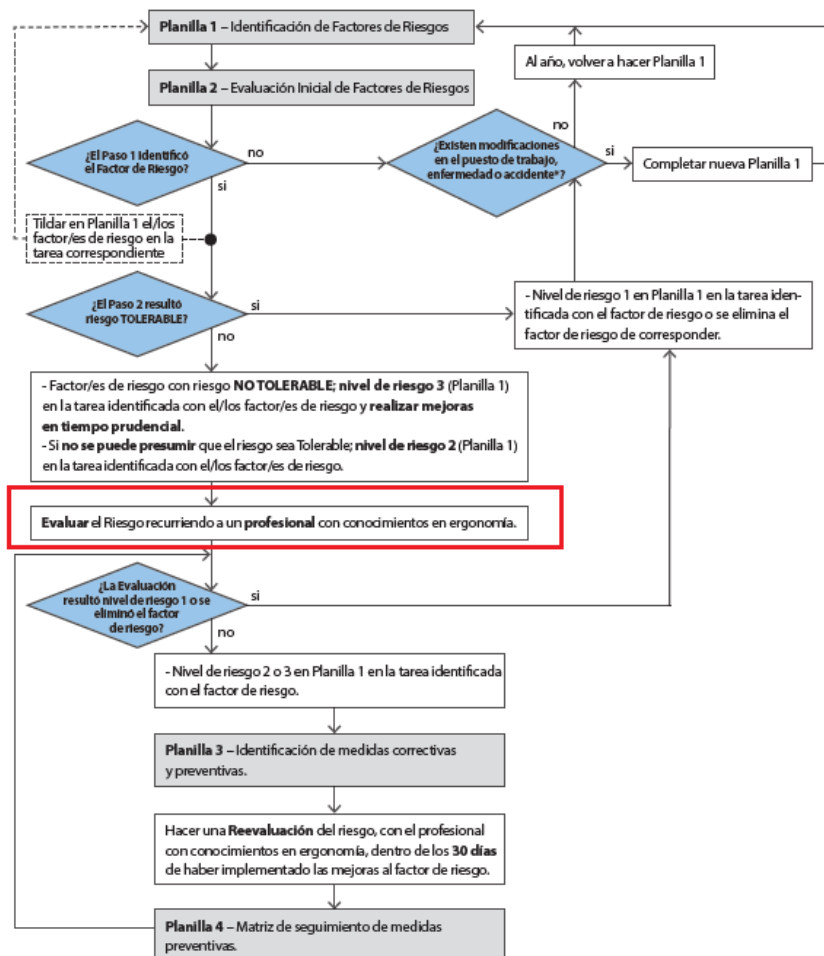 Planilla 1 – Identificación de Factores de Riesgos
Al año, volver a hacer Planilla 1
Planilla 2 – Evaluación Inicial de Factores de Riesgos
¿El Paso 1 Identificó
el Factor de Riesgo?
no
si
¿Existen modificaciones
en el puesto de trabajo,
enfermedad o accidente*?
no
si
Completar nueva Planilla 1
Tildar en Planilla 1 el/los
factor/es de riesgo en la
tarea correspondiente
¿El Paso 2 resultó
riesgo TOLERABLE?
si
no
- Nivel de riesgo 1 en Planilla 1 en la tarea iden-
tificada con el factor de riesgo o se elimina el
factor de riesgo de corresponder.
- Factor/es de riesgo con riesgo NO TOLERABLE; nivel de riesgo 3 (Planilla 1)
en la tarea identificada con el/los factor/es de riesgo y realizar mejoras
en tiempo prudencial.
- Si no se puede presumir que el riesgo sea Tolerable; nivel de riesgo 2 (Planilla 1)
en la tarea identificada con el/los factor/es de riesgo.
Evaluar el Riesgo recurriendo a un profesional con conocimientos en ergonomía.
¿La Evaluación
resultó nivel de riesgo 1 o se
eliminó el factor
de riesgo?
si
no
- Nivel de riesgo 2 o 3 en Planilla 1 en la tarea identificada
con el factor de riesgo.
Planilla 3 – Identificación de medidas correctivas
y preventivas.
Hacer una Reevaluación del riesgo, con el profesional
con conocimientos en ergonomía, dentro de los 30 días
de haber implementado las mejoras al factor de riesgo.
Planilla 4 – Matriz de seguimiento de medidas
preventivas.